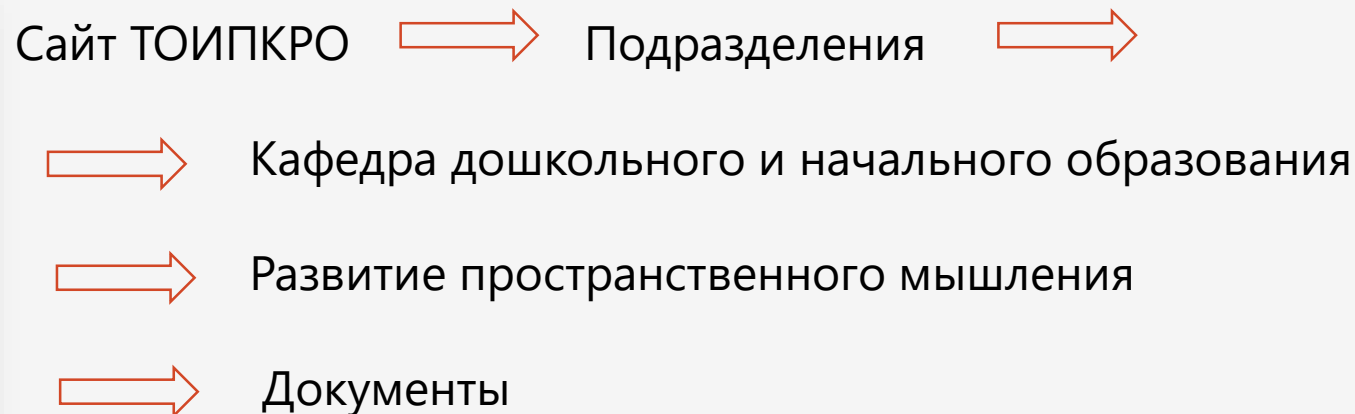 Сайт ТОИПКРО Подразделения
Кафедра дошкольного и начального образования
Развитие пространственного мышления
Документы